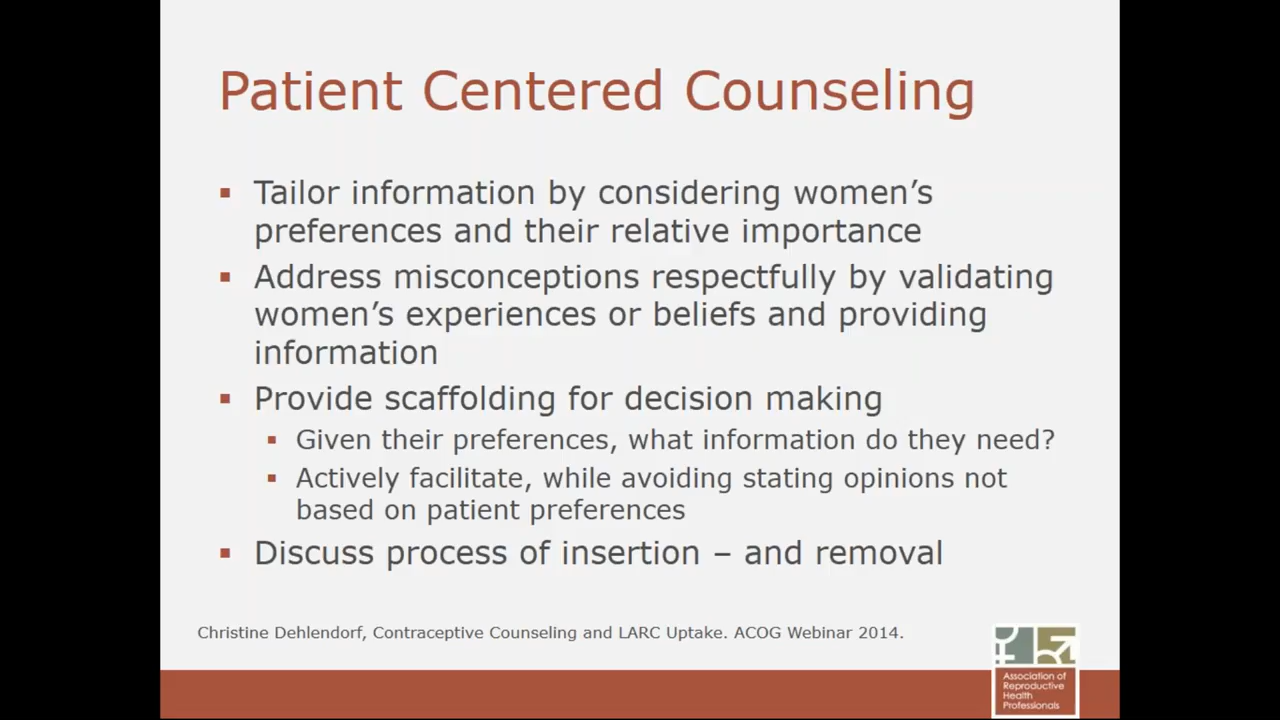 Patient Centered Counseling
▪ Tailor information by considering women’s
preferences and their relative importance
▪ Address misconceptions respectfully by validating
women’s experiences or beliefs and providing
information
▪ Provide scaffolding for decision making
▪ Given their preferences, what information do they need?
▪ Actively facilitate, while avoiding stating opinions not
based on patient preferences
▪ Discuss process of insertion – and removal
Christine Dehlendorf, Contraceptive Counseling and LARC Uptake. ACOG Webinar 2014.
Association of
Reproductive
Health
Professionals